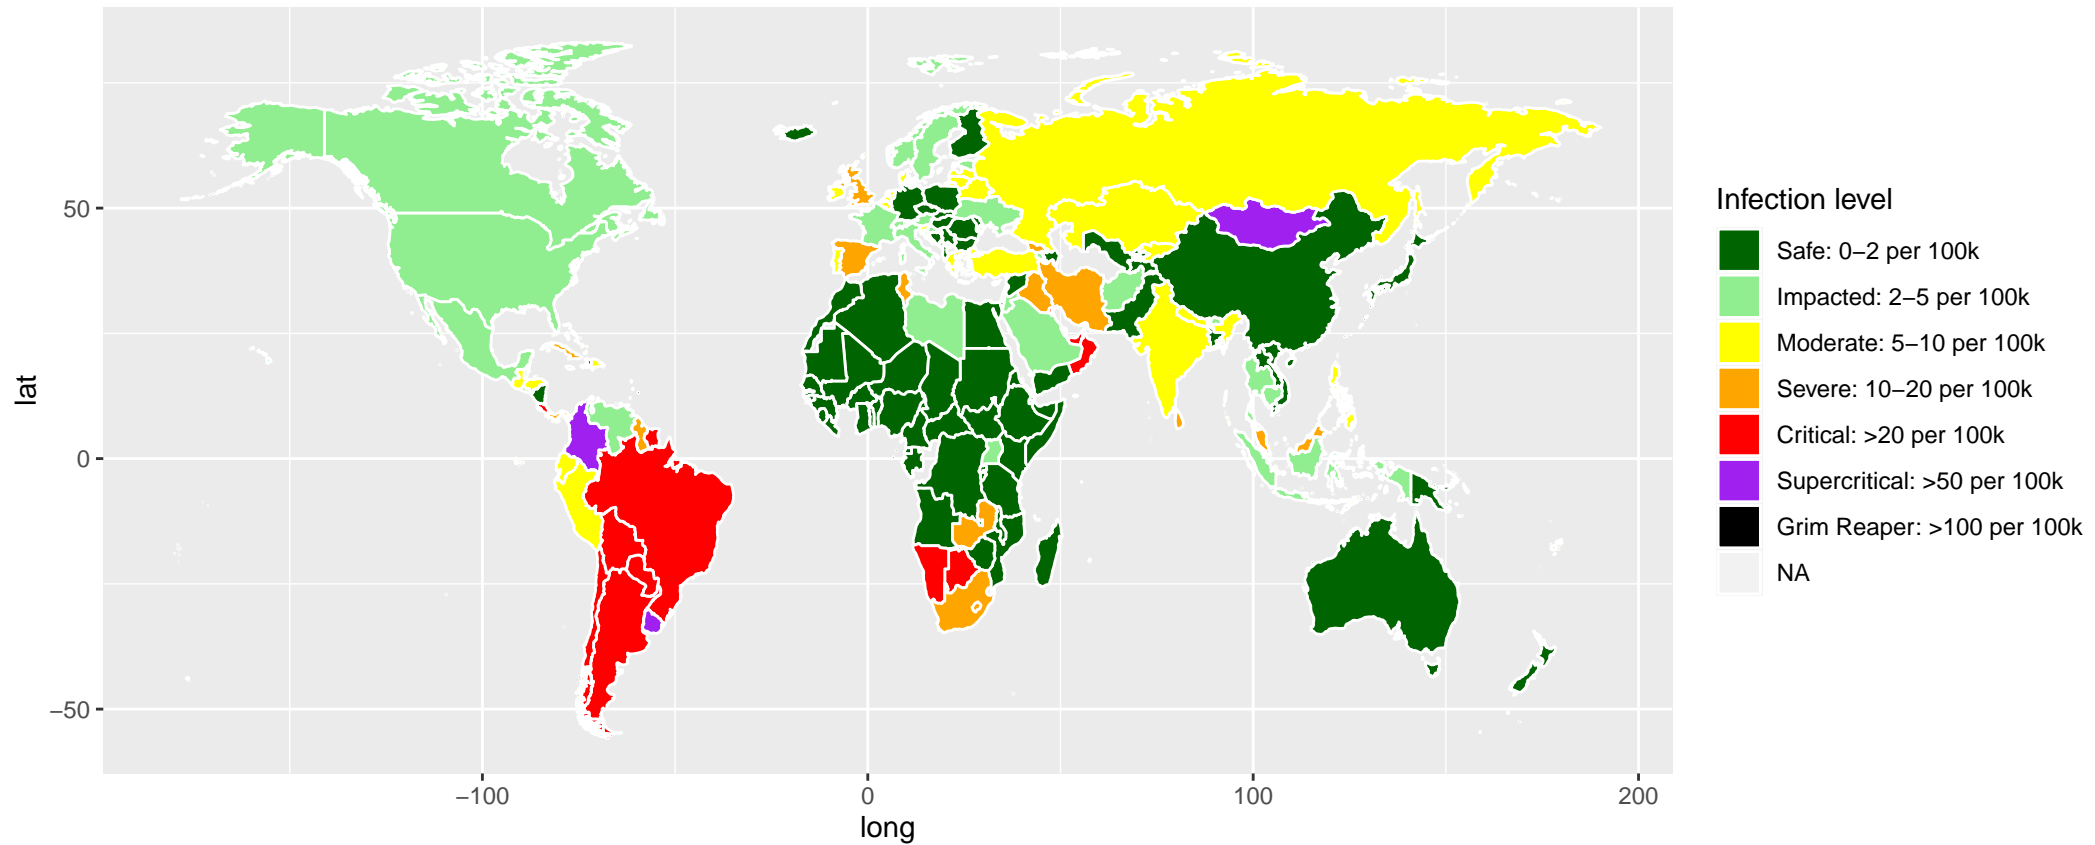 50
0
−50
lat
−100
0
100
200
long
Infection level
Safe: 0−2 per 100k
Impacted: 2−5 per 100k
Moderate: 5−10 per 100k
Severe: 10−20 per 100k
Critical: >20 per 100k
Supercritical: >50 per 100k
Grim Reaper: >100 per 100k
NA